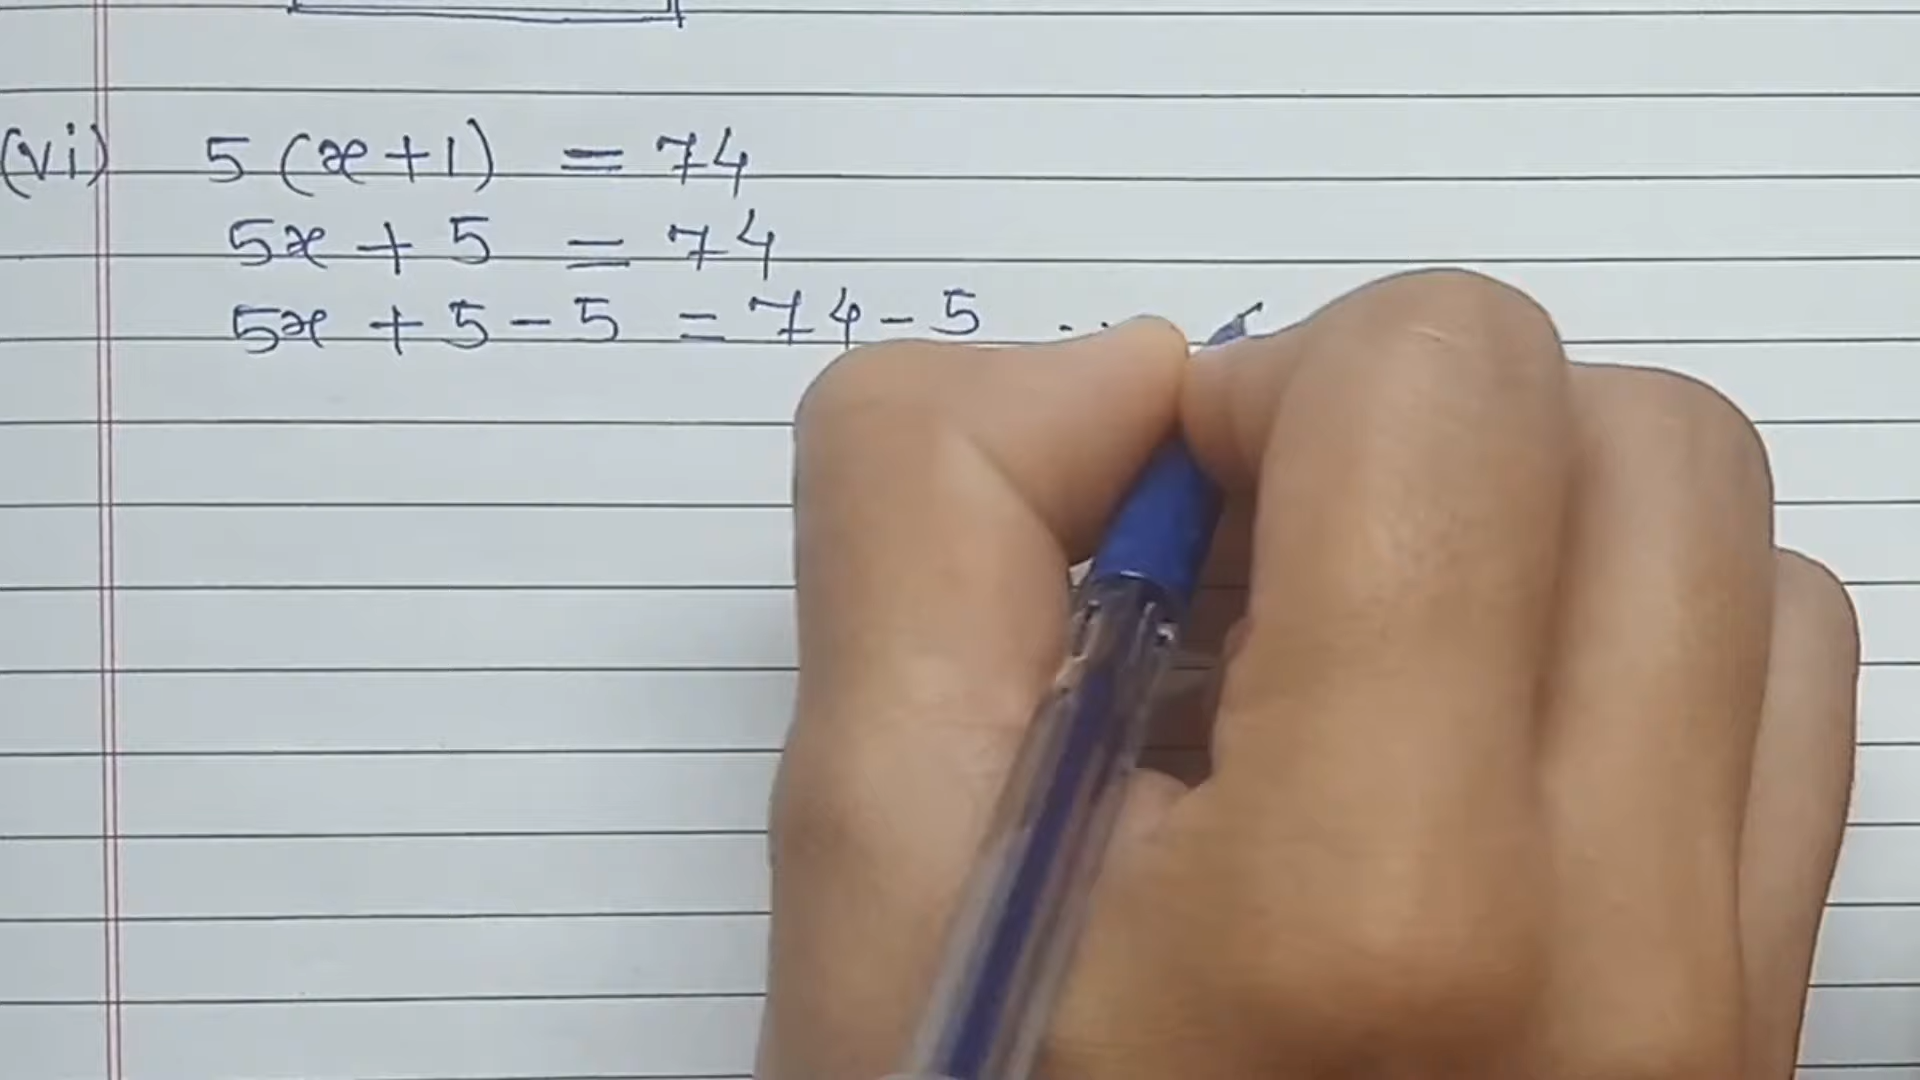 (vi) 5 (x+1) = 74
5x + 5 = 74
5x + 5 - 5 = 74 - 5 ...